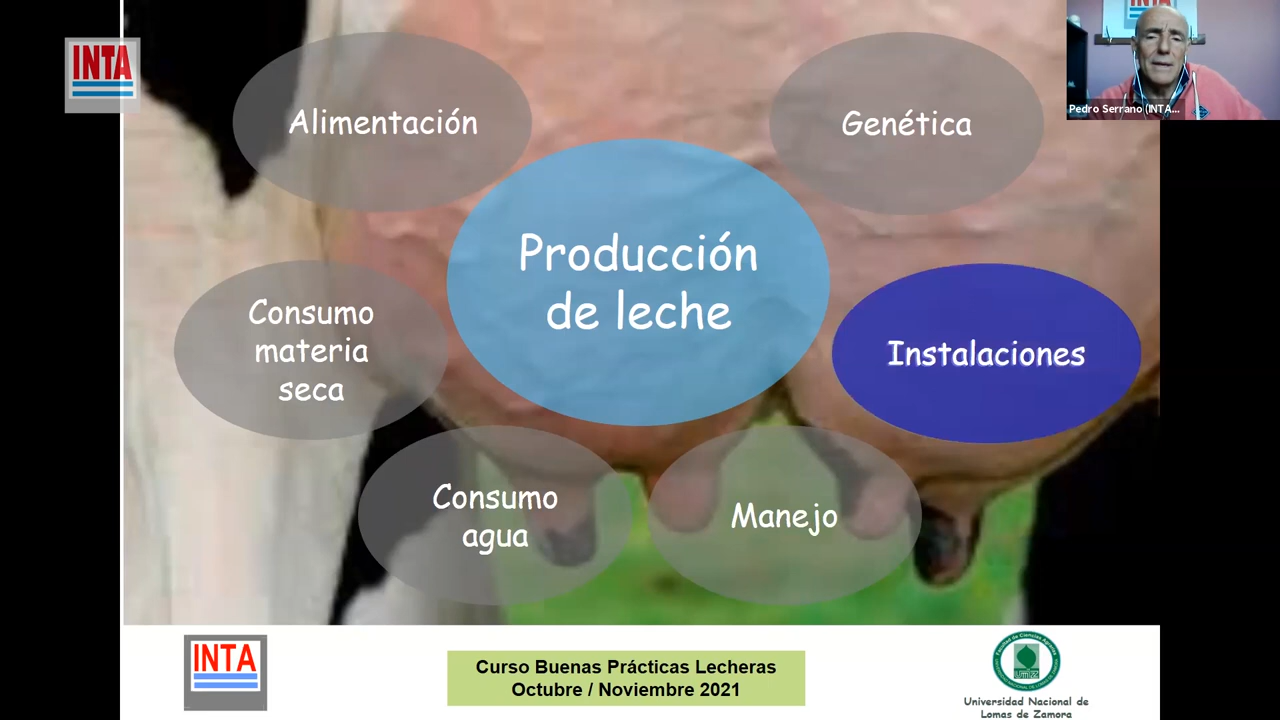 INTA
INTA
Pedro Serrano (INTA...
Alimentación
Genética
Producción
de leche
Consumo
materia
seca
Instalaciones
Consumo
agua
Manejo
INTA
Curso Buenas Prácticas Lecheras
Octubre / Noviembre 2021
Universidad Nacional de
Lomas de Zamora